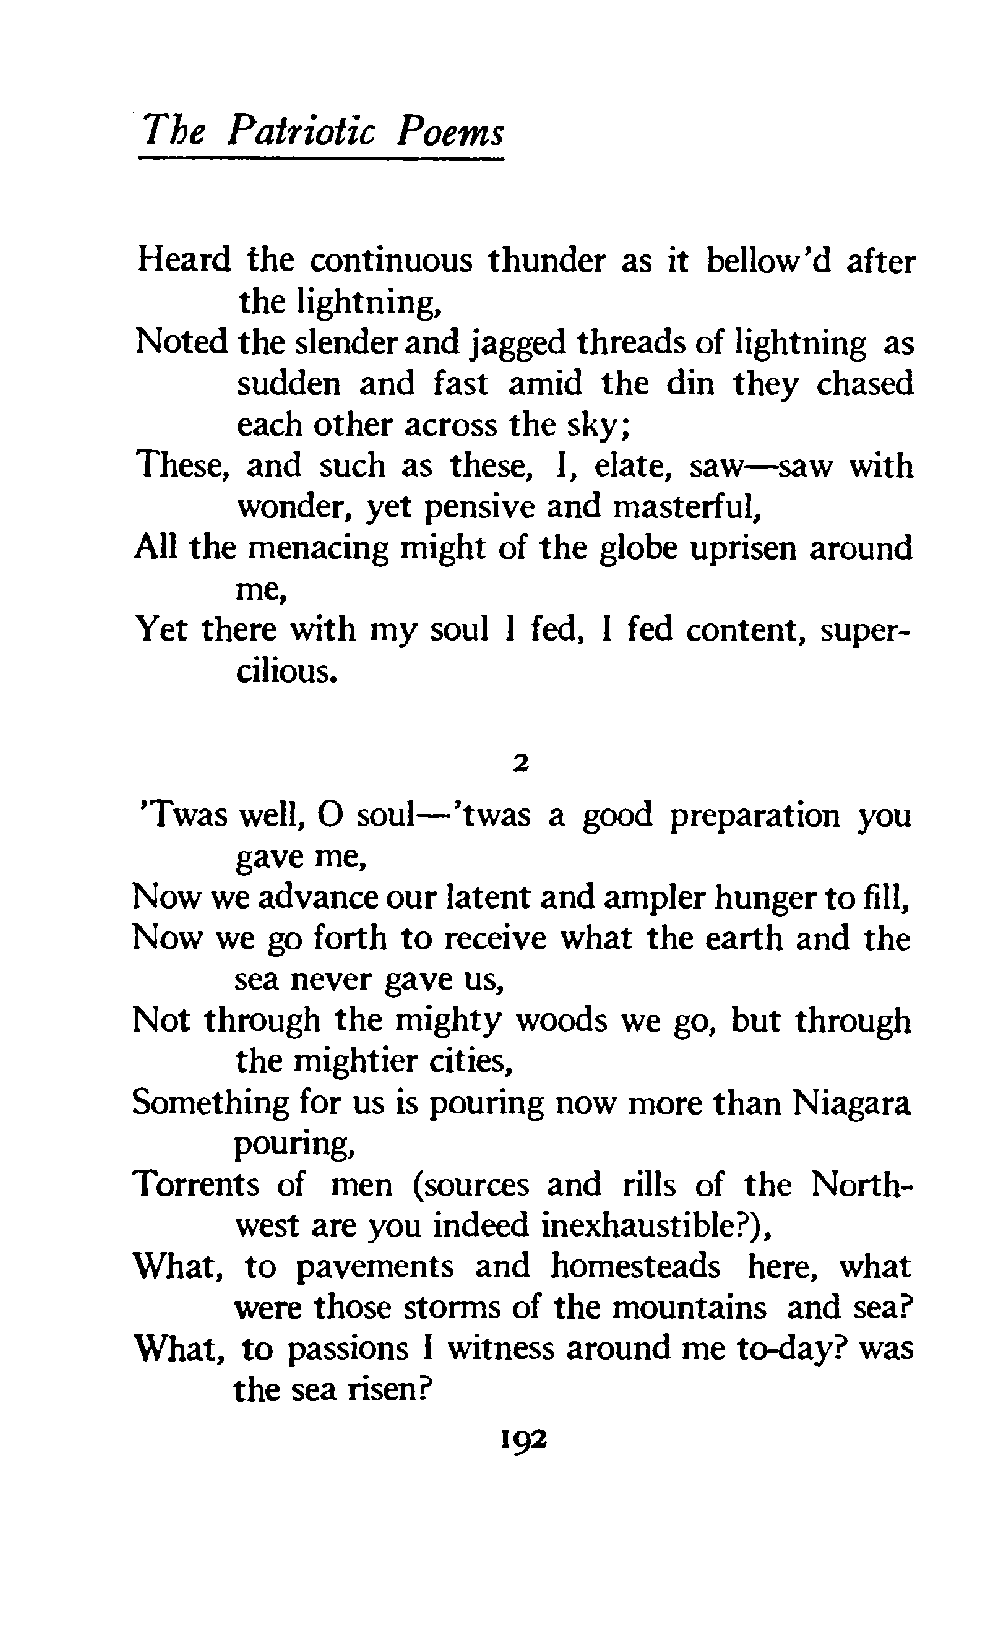 The Patriotic Poems
Heard the continuous thunder as it bellow'd after
the lightning,
Noted the slender and jagged threads of lightning as
sudden and fast amid the din they chased
each other across the sky;
These, and such as these, I, elate, saw—saw with
wonder, yet pensive and masterful,
All the menacing might of the globe uprisen around
me,
Yet there with my soul I fed, I fed content, super-
cilious.
2
'Twas well, O soul—'twas a good preparation you
gave me,
Now we advance our latent and ampler hunger to fill,
Now we go forth to receive what the earth and the
sea never gave us,
Not through the mighty woods we go, but through
the mightier cities,
Something for us is pouring now more than Niagara
pouring,
Torrents of men (sources and rills of the North-
west are you indeed inexhaustible?),
What, to pavements and homesteads here, what
were those storms of the mountains and sea?
What, to passions I witness around me to-day? was
the sea risen?
192